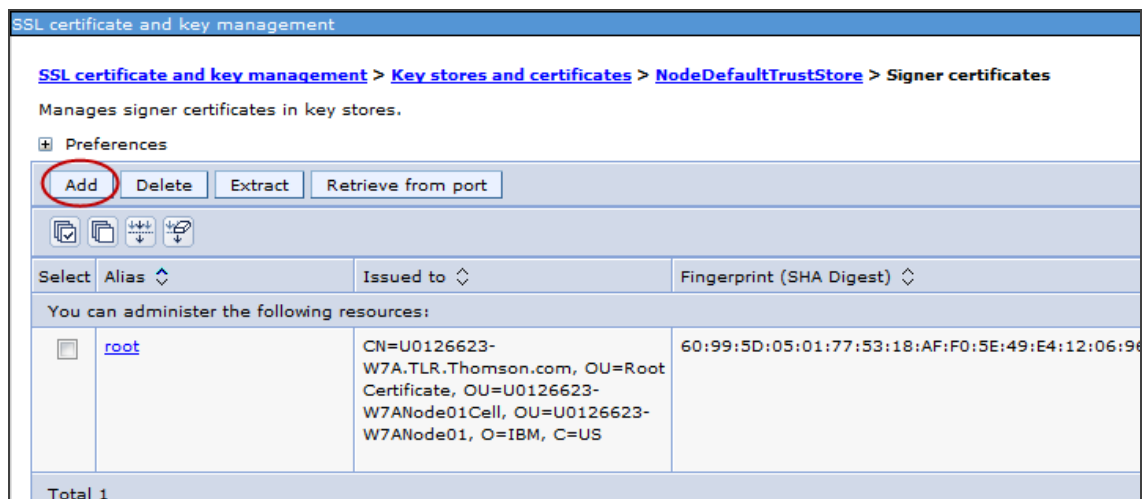 SSL certificate and key management
SSL certificate and key management > Key stores and certificates > NodeDefaultTrustStore > Signer certificates
Manages signer certificates in key stores.
Preferences
Add Delete Extract Retrieve from port
Select Alias Issued to Fingerprint (SHA Digest)
You can administer the following resources:
root CN=U0126623- 60:99:5D:05:01:77:53:18:AF:F0:5E:49:E4:12:06:96
W7A.TLR.Thomson.com, OU=Root
Certificate, OU=U0126623-
W7ANode01Cell, OU=U0126623-
W7ANode01, O=IBM, C=US
Total 1